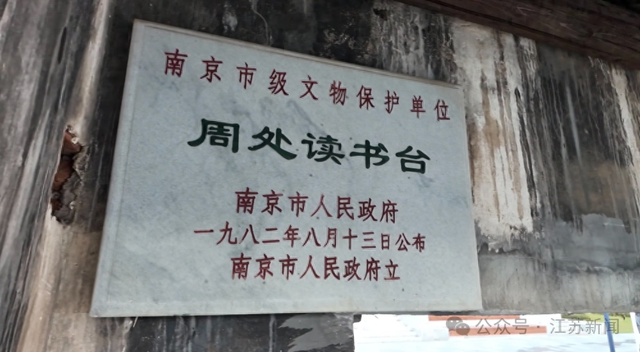 南京市级文物保护单位
周处读书台
南京市人民政府
一九八二年八月十三日公布
南京市人民政府立
公众号·江苏新闻